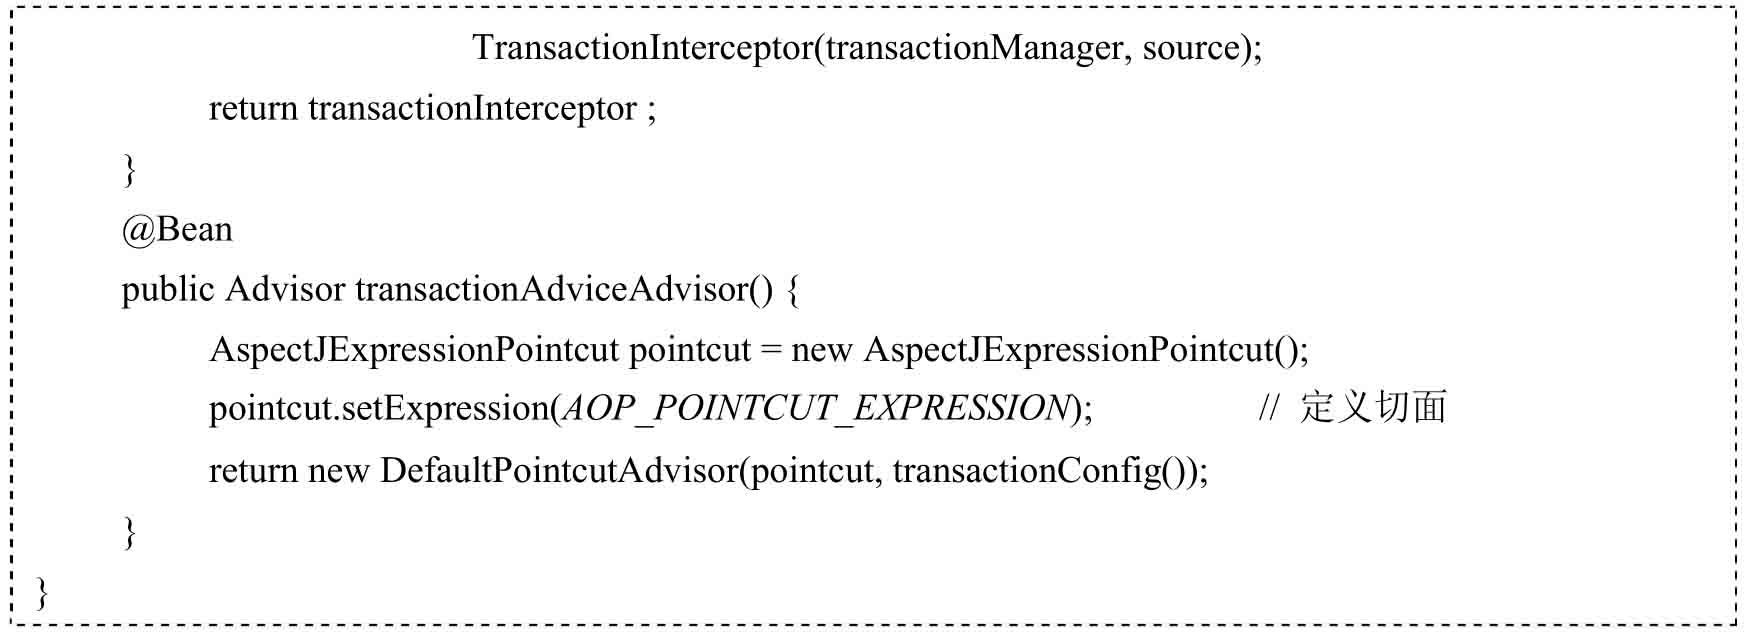 TransactionInterceptor(transactionManager, source);
return transactionInterceptor ;
}
@Bean
public Advisor transactionAdviceAdvisor() {
AspectJExpressionPointcut pointcut = new AspectJExpressionPointcut();
pointcut.setExpression(AOP_POINTCUT_EXPRESSION); // 定义切面
return new DefaultPointcutAdvisor(pointcut, transactionConfig());
}
}